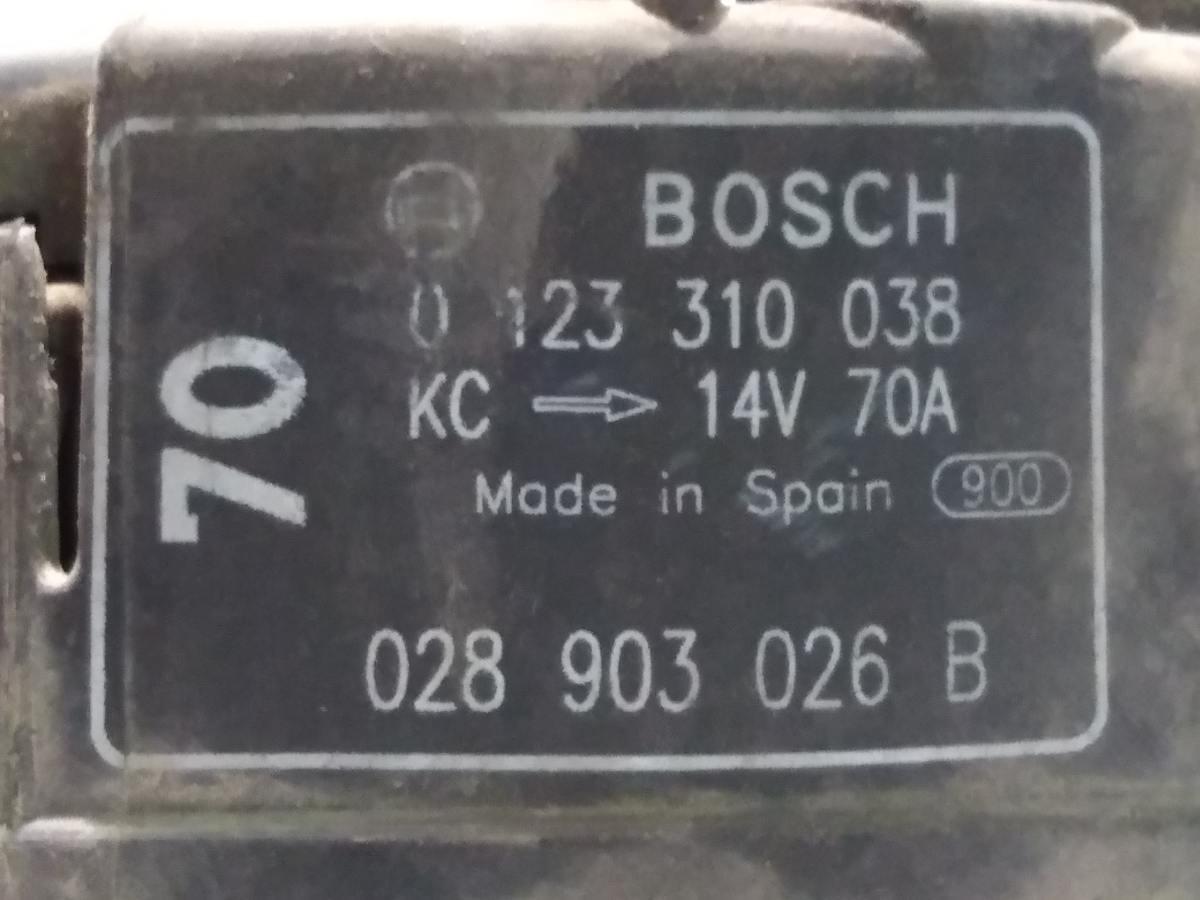 BOSCH
0 123 310 038
KC → 14V 70A
Made in Spain 900
028 903 026 B
70